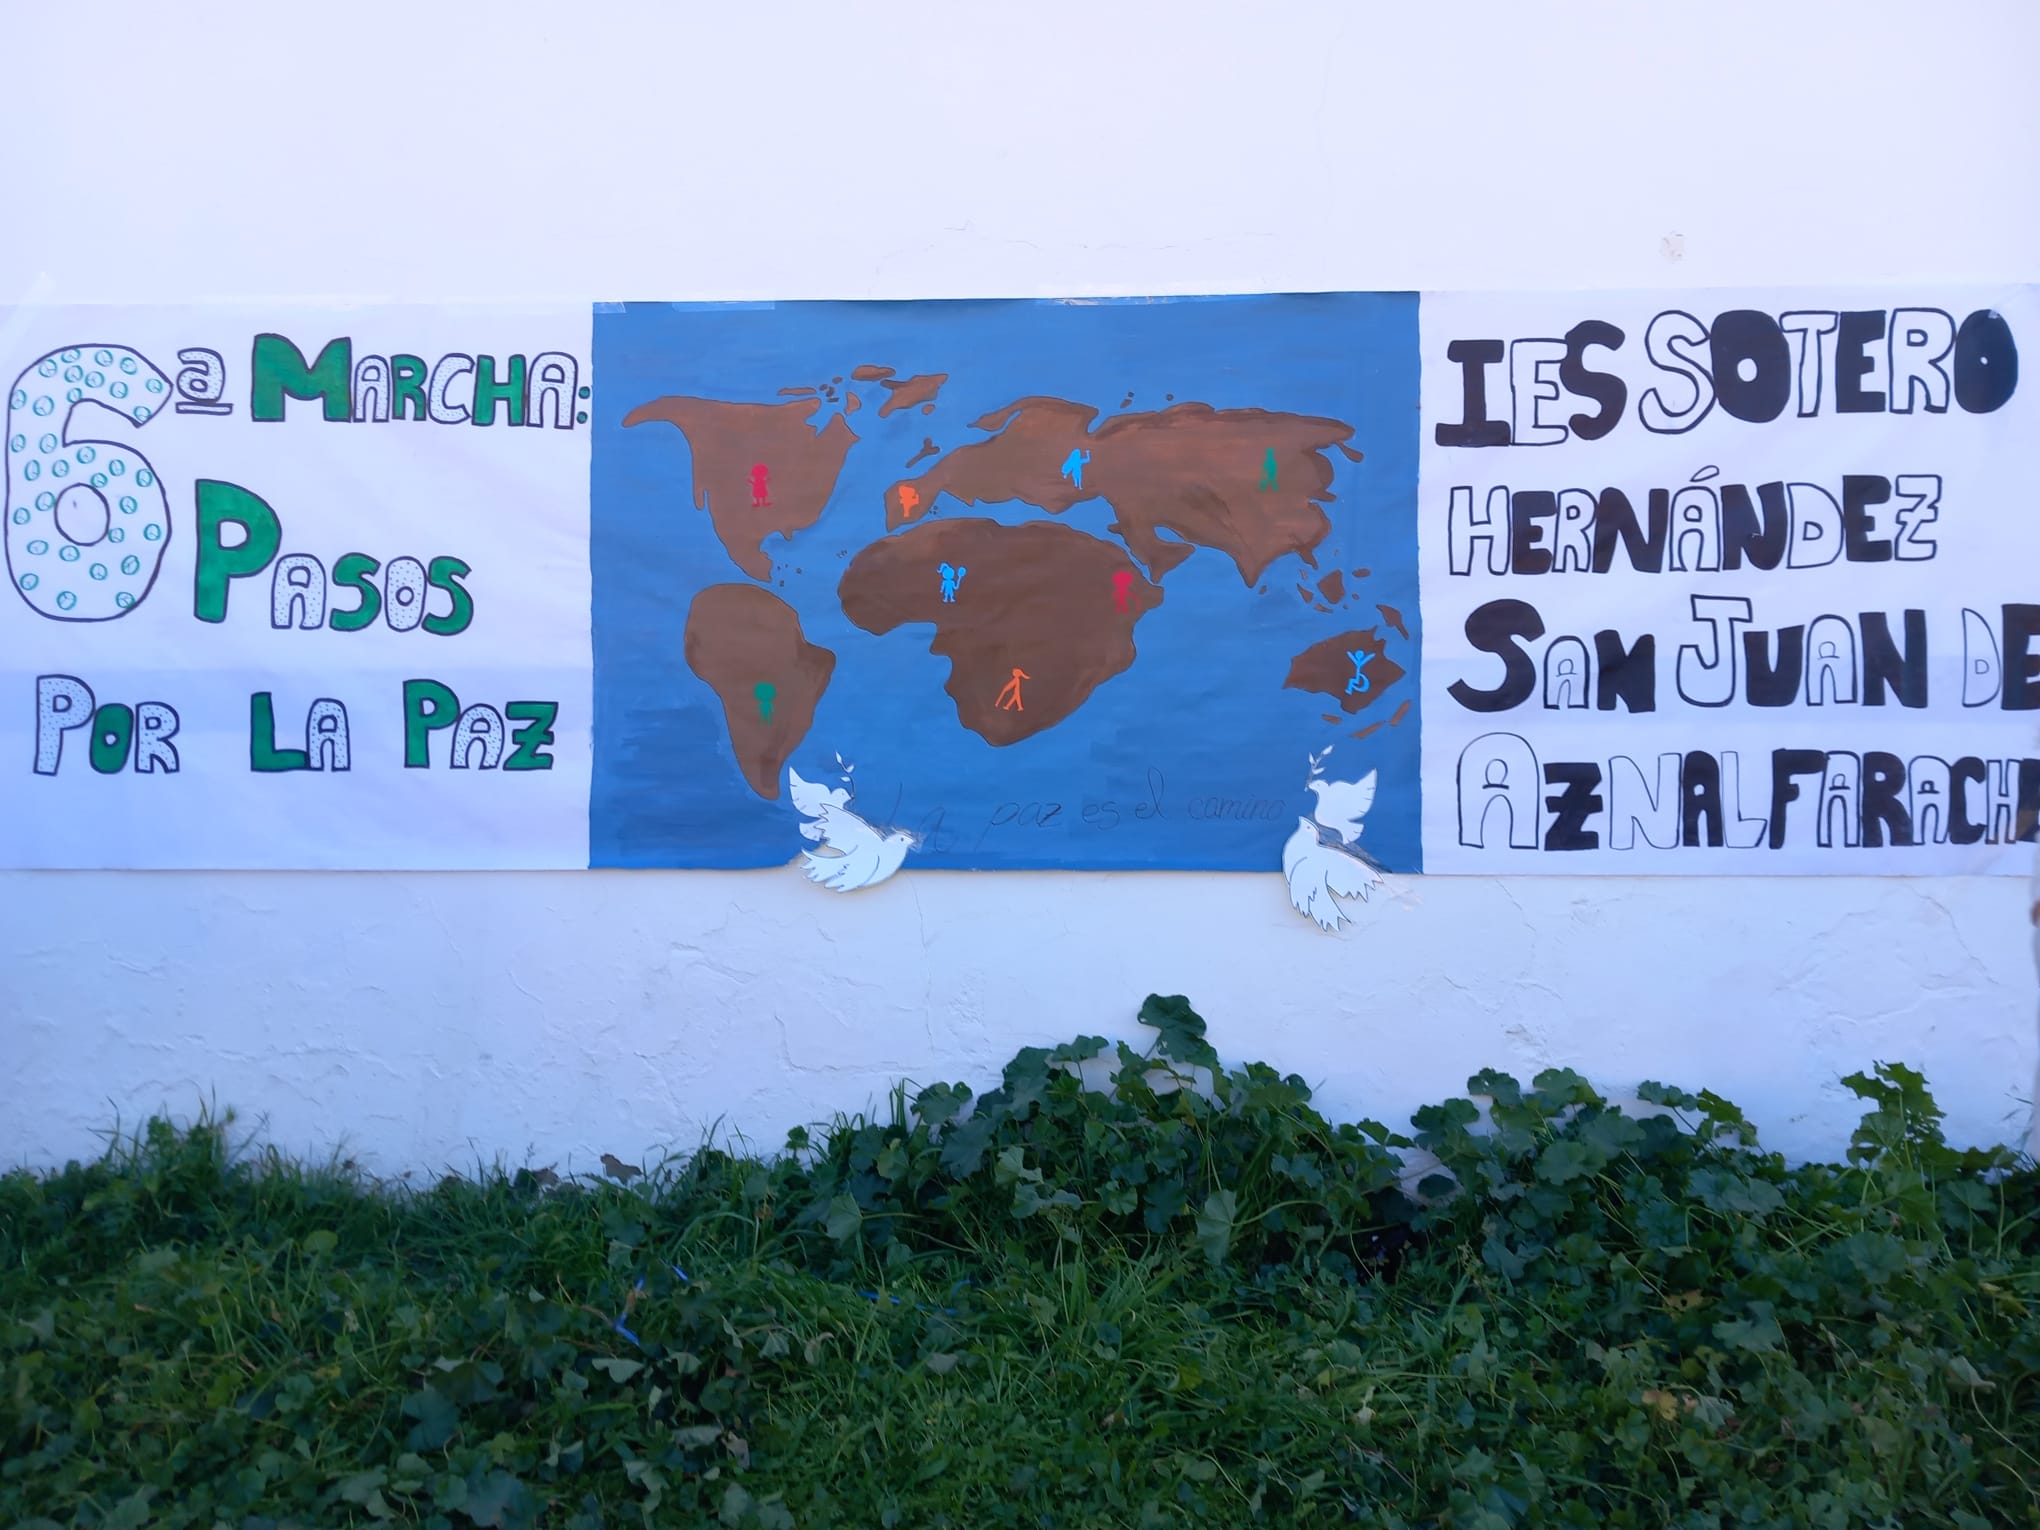 6ª MARCHA:
PASOS
POR LA PAZ
La paz es el camino
IES SOTERO
HERNÁNDEZ
SAN JUAN DE
AZNALFARACHE